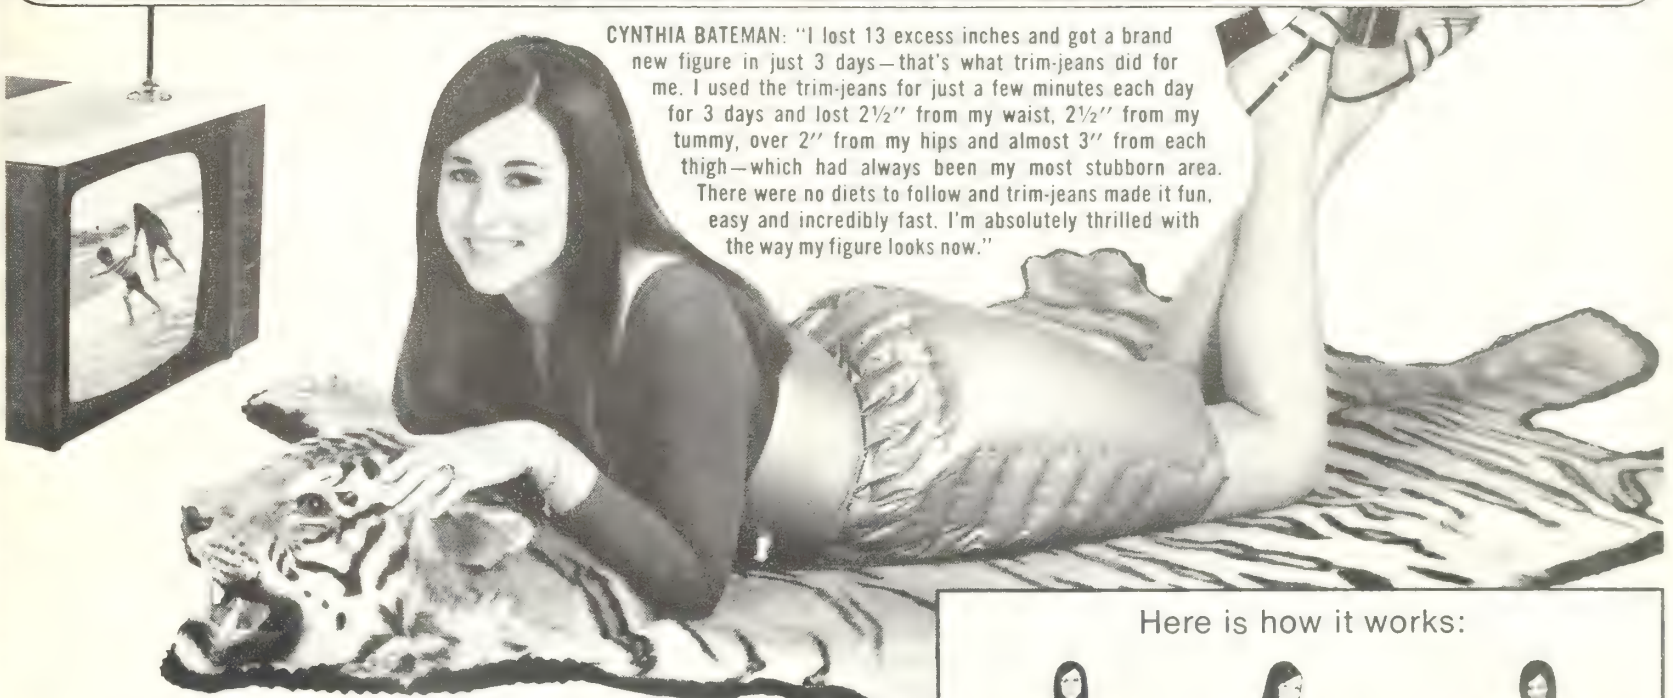 CYNTHIA BATEMAN: “I lost 13 excess inches and got a brand
new figure in just 3 days—that's what trim-jeans did for
me. I used the trim-jeans for just a few minutes each day
for 3 days and lost 2½″ from my waist, 2½″ from my
tummy, over 2″ from my hips and almost 3″ from each
thigh—which had always been my most stubborn area.
There were no diets to follow and trim-jeans made it fun,
easy and incredibly fast. I'm absolutely thrilled with
the way my figure looks now.”
Here is how it works: